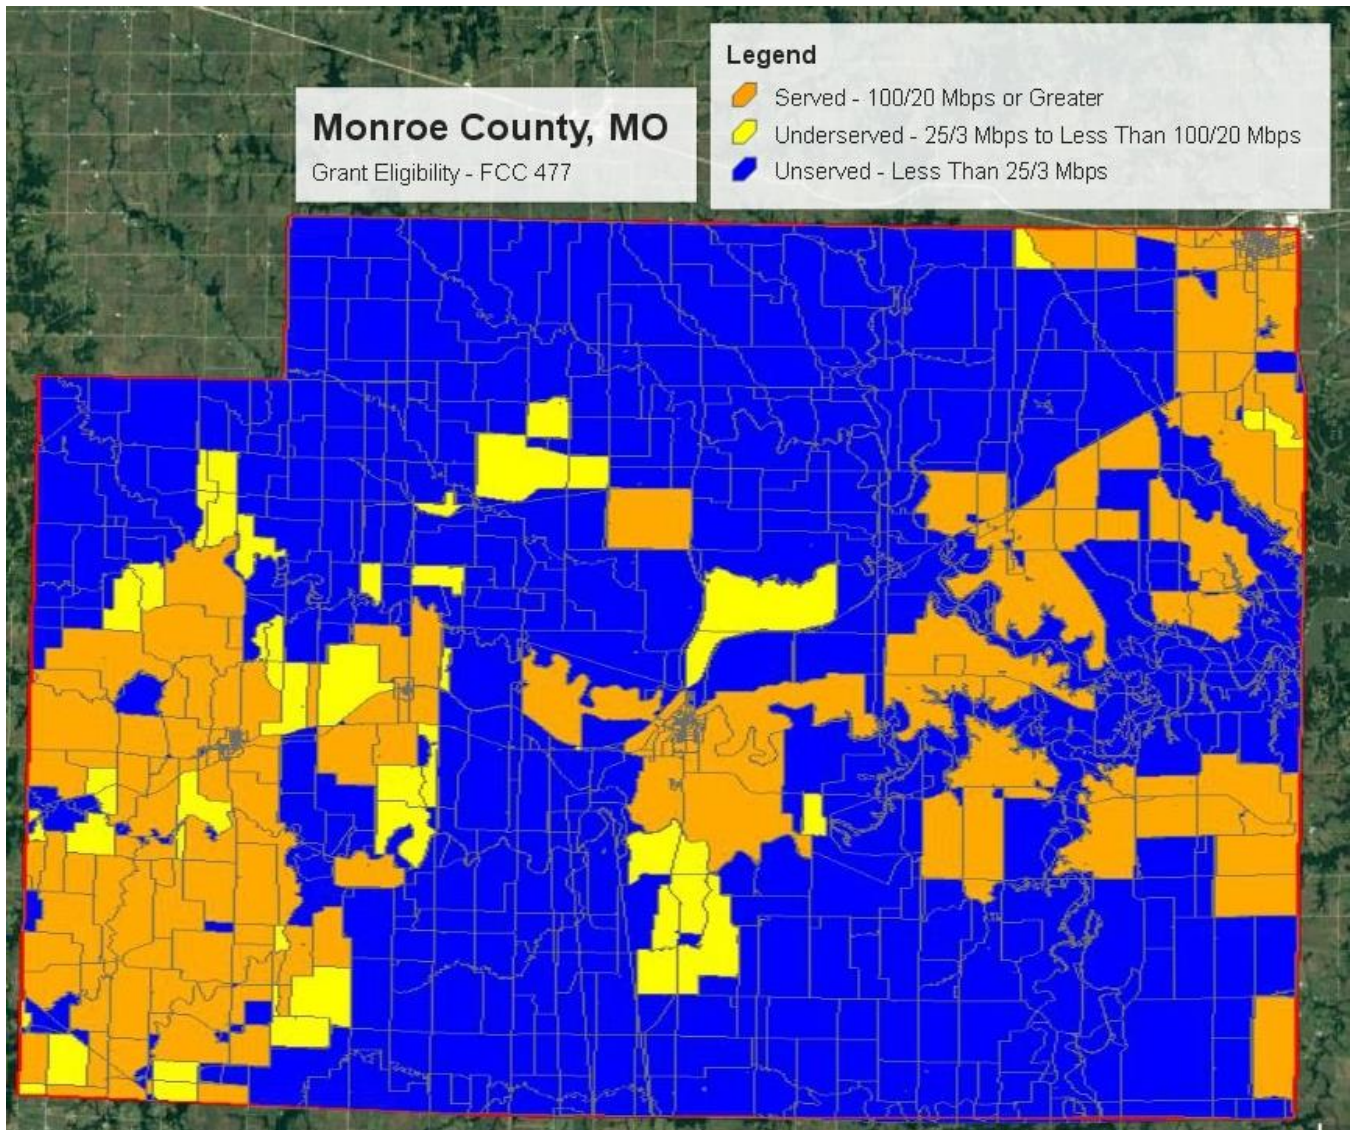 Monroe County, MO
Grant Eligibility - FCC 477
Legend
Served - 100/20 Mbps or Greater
Underserved - 25/3 Mbps to Less Than 100/20 Mbps
Unserved - Less Than 25/3 Mbps